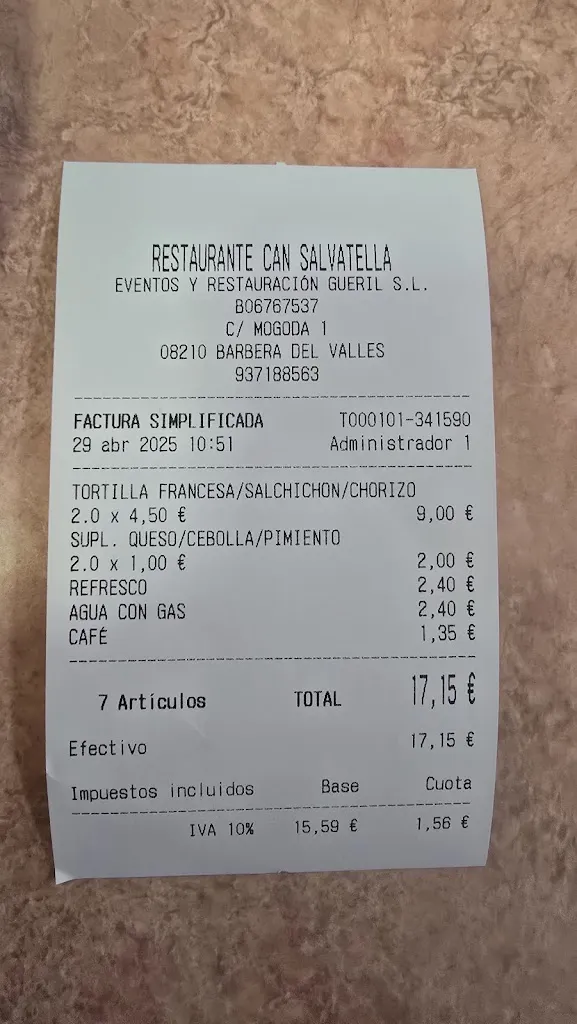 RESTAURANTE CAN SALVATELLA
EVENTOS Y RESTAURACIÓN GUERIL S.L.
B06767537
C/ MOGODA 1
08210 BARBERA DEL VALLES
937188563
FACTURA SIMPLIFICADA T000101-341590
29 abr 2025 10:51 Administrador 1
TORTILLA FRANCESA/SALCHICHON/CHORIZO
2.0 x 4,50 € 9,00 €
SUPL. QUESO/CEBOLLA/PIMIENTO
2.0 x 1,00 € 2,00 €
REFRESCO 2,40 €
AGUA CON GAS 2,40 €
CAFÉ 1,35 €
7 Artículos TOTAL 17,15 €
Efectivo 17,15 €
Impuestos incluidos Base Cuota
IVA 10% 15,59 € 1,56 €